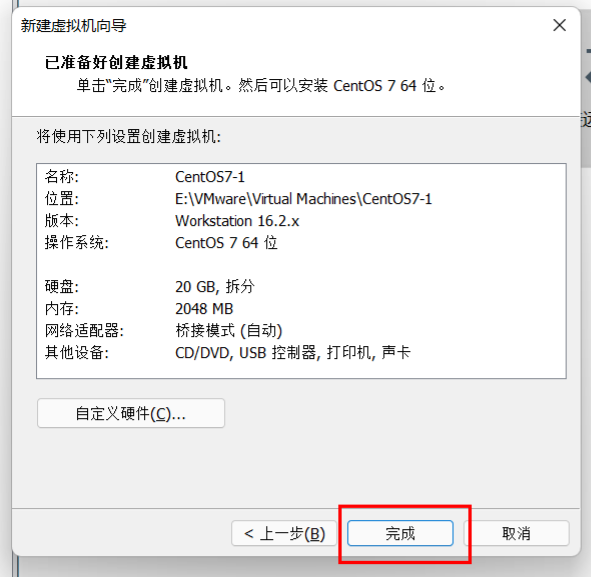 新建虚拟机向导
已准备好创建虚拟机
单击“完成”创建虚拟机。然后可以安装 CentOS 7 64 位。
将使用下列设置创建虚拟机:
名称: CentOS7-1
位置: E:\VMware\Virtual Machines\CentOS7-1
版本: Workstation 16.2.x
操作系统: CentOS 7 64 位
硬盘: 20 GB, 拆分
内存: 2048 MB
网络适配器: 桥接模式 (自动)
其他设备: CD/DVD, USB 控制器, 打印机, 声卡
自定义硬件(C)...
< 上一步(B) 完成 取消